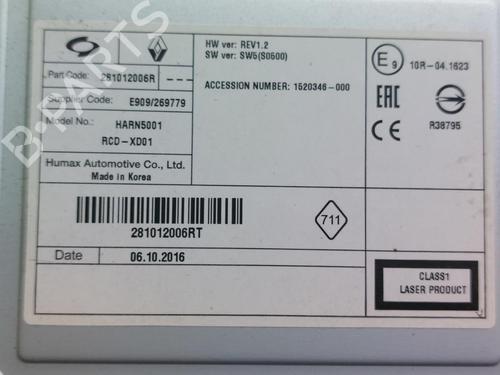 HW ver: REV1.2
SW ver: SW5(S0500)
Part Code: 281012006R ---
ACCESSION NUMBER: 1520346-000
Supplier Code: E909/269779
Model No.: HARN5001
RCD-XD01
Humax Automotive Co., Ltd.
Made in Korea
E9 10R-04.1623
EAC
CE R38795
281012006RT
711
Date 06.10.2016
CLASS1
LASER PRODUCT
B-PARTS